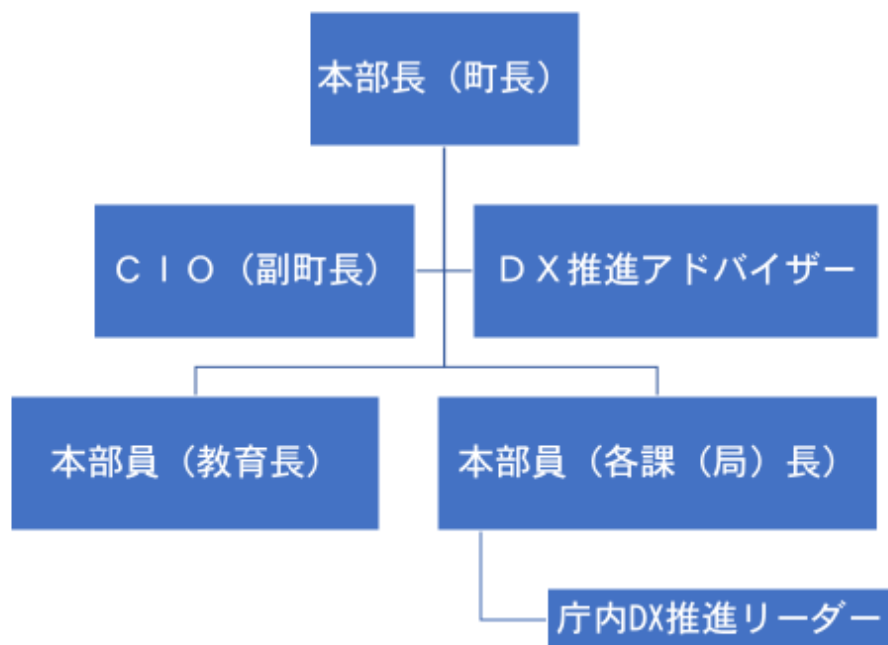 本部長（町長）
ＣＩＯ（副町長）
ＤＸ推進アドバイザー
本部員（教育長）
本部員（各課（局）長）
庁内DX推進リーダー